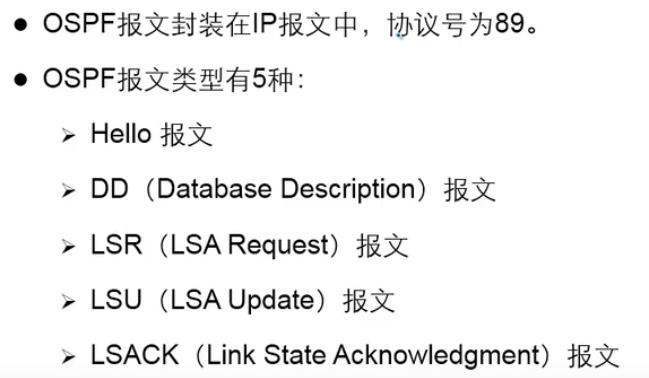 ● OSPF报文封装在IP报文中，协议号为89。
● OSPF报文类型有5种：
➢ Hello 报文
➢ DD（Database Description）报文
➢ LSR（LSA Request）报文
➢ LSU（LSA Update）报文
➢ LSACK（Link State Acknowledgment）报文